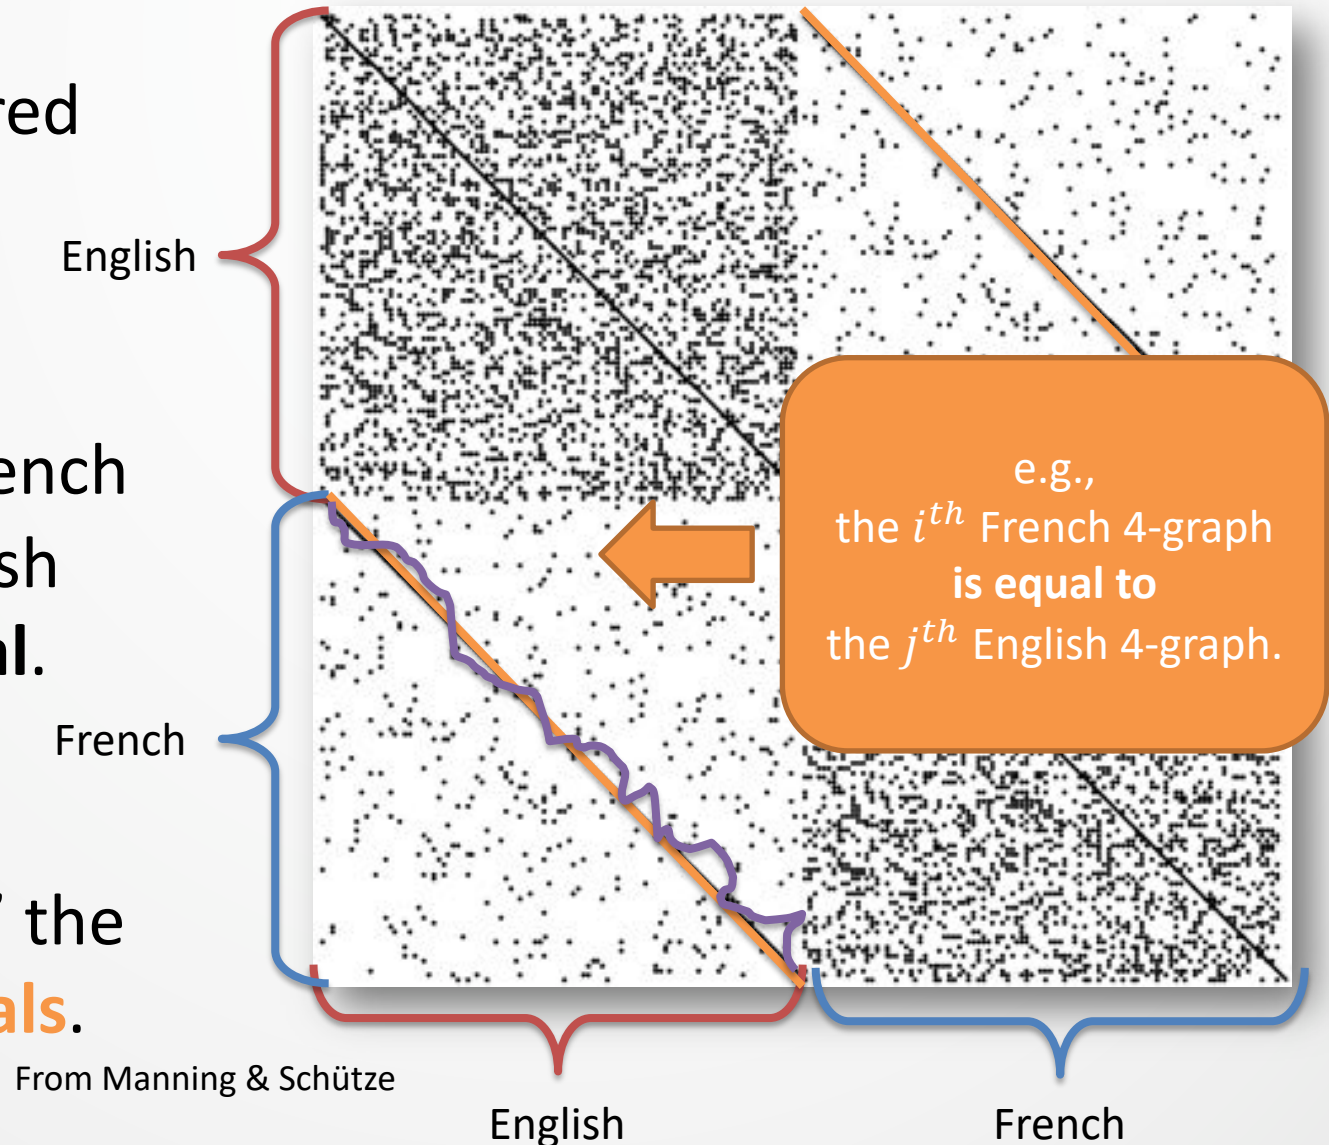 red
English
ench
sh
al.
French
the
als.
e.g.,
the iᵗʰ French 4-graph
is equal to
the jᵗʰ English 4-graph.
From Manning & Schütze
English
French